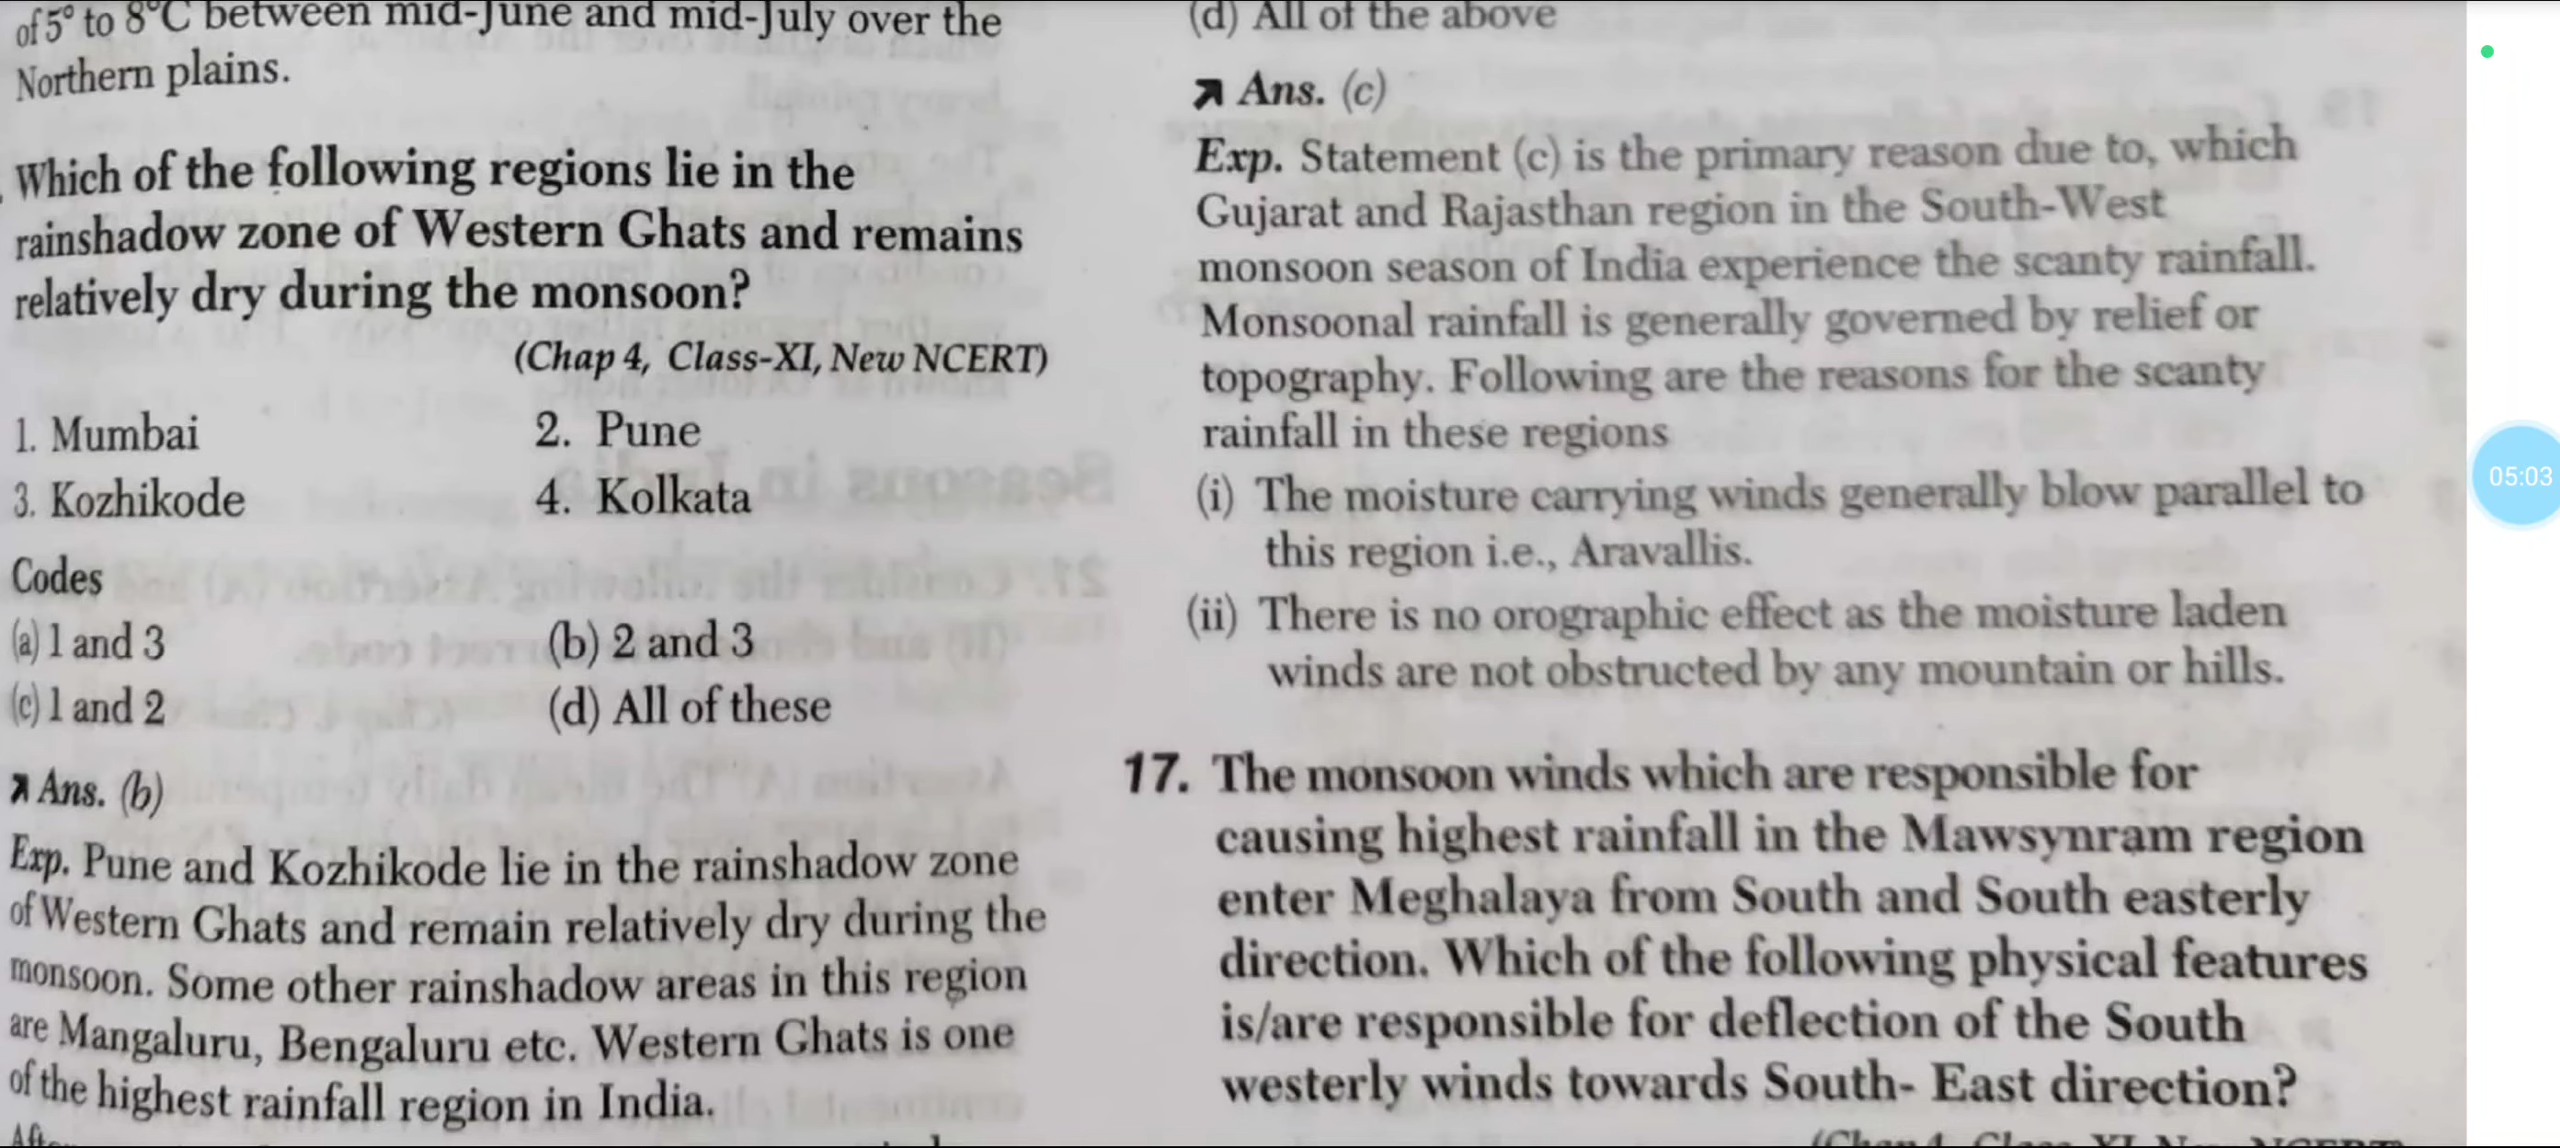 of 5° to 8°C between mid-June and mid-July over the
Northern plains.
Which of the following regions lie in the
rainshadow zone of Western Ghats and remains
relatively dry during the monsoon?
(Chap 4, Class-XI, New NCERT)
1. Mumbai 2. Pune
3. Kozhikode 4. Kolkata
Codes
(a) 1 and 3 (b) 2 and 3
(c) 1 and 2 (d) All of these
Ans. (b)
Exp. Pune and Kozhikode lie in the rainshadow zone
of Western Ghats and remain relatively dry during the
monsoon. Some other rainshadow areas in this region
are Mangaluru, Bengaluru etc. Western Ghats is one
of the highest rainfall region in India.
(d) All of the above
Ans. (c)
Exp. Statement (c) is the primary reason due to, which
Gujarat and Rajasthan region in the South-West
monsoon season of India experience the scanty rainfall.
Monsoonal rainfall is generally governed by relief or
topography. Following are the reasons for the scanty
rainfall in these regions
(i) The moisture carrying winds generally blow parallel to
this region i.e., Aravallis.
(ii) There is no orographic effect as the moisture laden
winds are not obstructed by any mountain or hills.
17. The monsoon winds which are responsible for
causing highest rainfall in the Mawsynram region
enter Meghalaya from South and South easterly
direction. Which of the following physical features
is/are responsible for deflection of the South
westerly winds towards South- East direction?
05:03